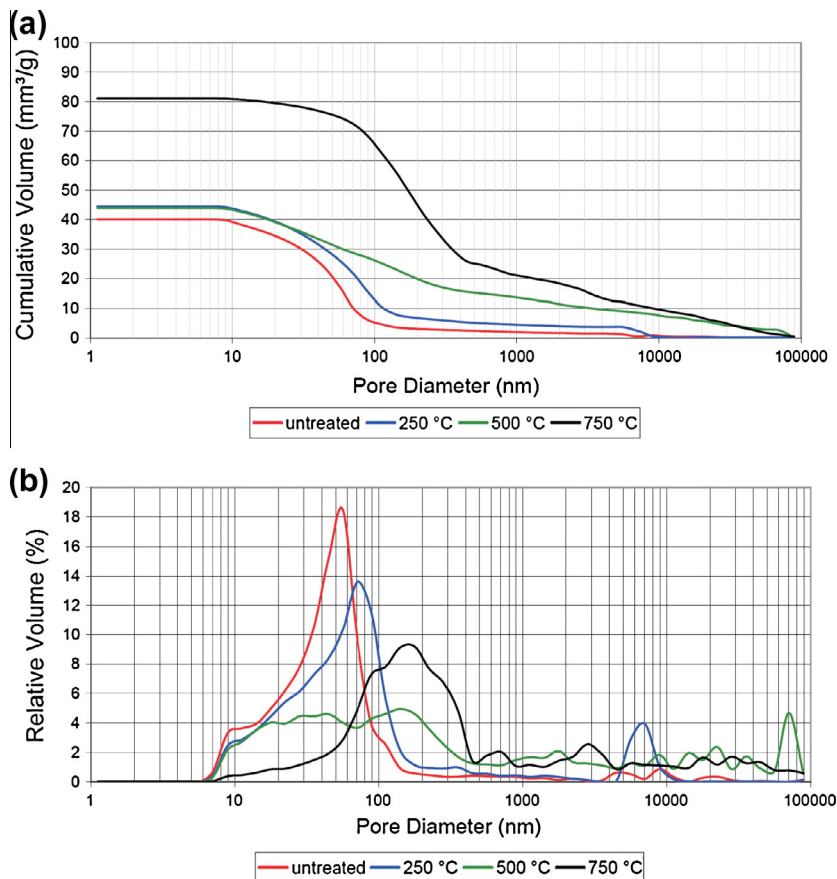 (a)
Cumulative Volume (mm³/g)
100
90
80
70
60
50
40
30
20
10
0
1 10 100 1000 10000 100000
Pore Diameter (nm)
untreated 250 °C 500 °C 750 °C
(b)
Relative Volume (%)
20
18
16
14
12
10
8
6
4
2
0
1 10 100 1000 10000 100000
Pore Diameter (nm)
untreated 250 °C 500 °C 750 °C